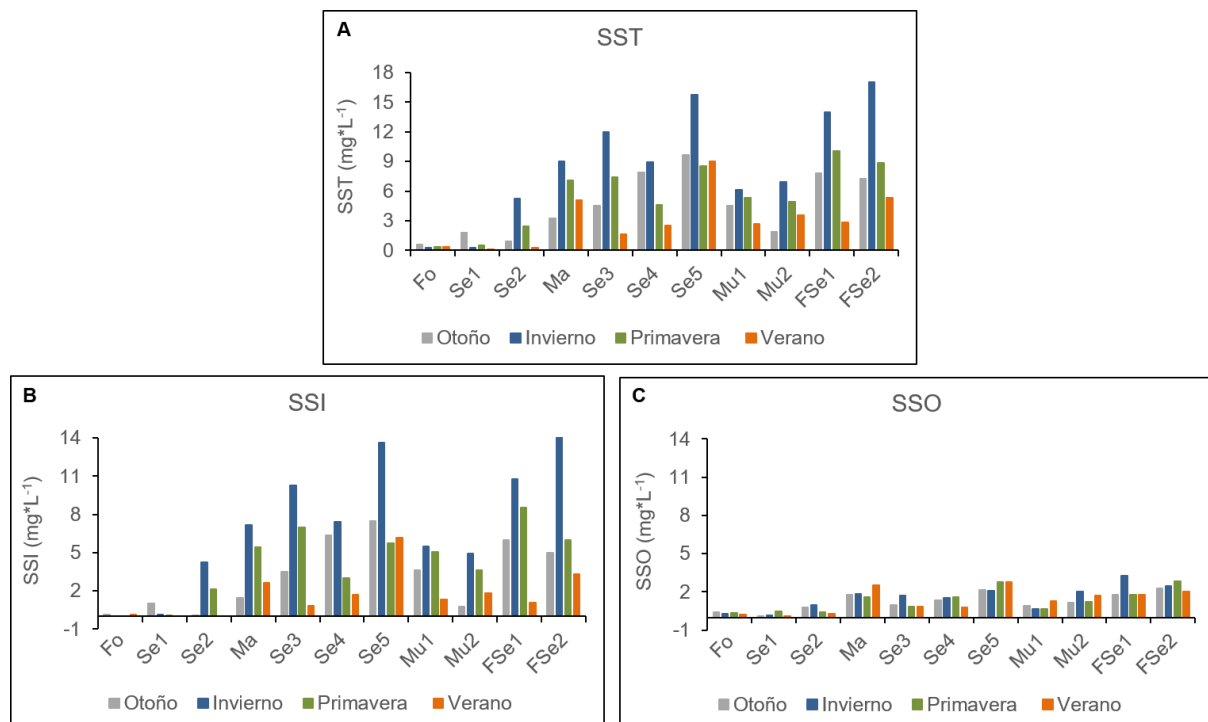 A
SST
SST (mg*L-1)
18
15
12
9
6
3
0
Fo Se1 Se2 Ma Se3 Se4 Se5 Mu1 Mu2 FSe1 FSe2
Otoño Invierno Primavera Verano
B
SSI
SSI (mg*L-1)
14
11
8
5
2
-1
Fo Se1 Se2 Ma Se3 Se4 Se5 Mu1 Mu2 FSe1 FSe2
Otoño Invierno Primavera Verano
C
SSO
SSO (mg*L-1)
14
11
8
5
2
-1
Fo Se1 Se2 Ma Se3 Se4 Se5 Mu1 Mu2 FSe1 FSe2
Otoño Invierno Primavera Verano